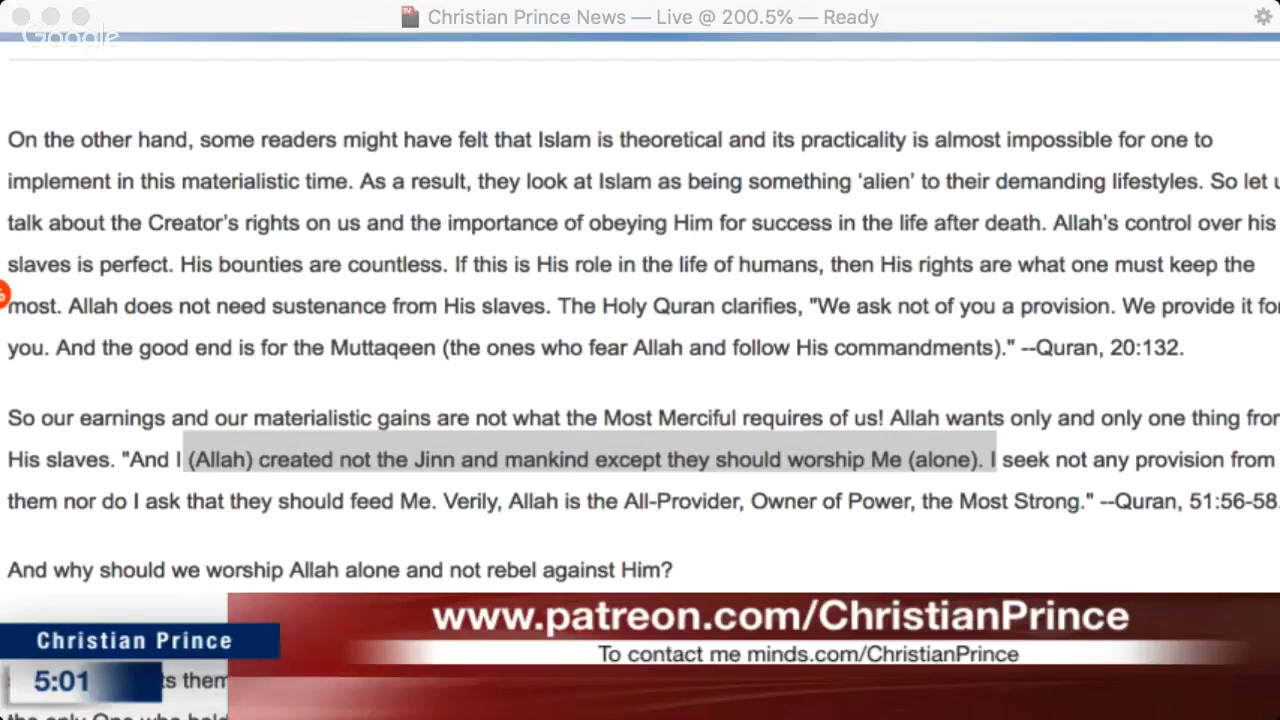 Christian Prince News — Live @ 200.5% — Ready
Google
On the other hand, some readers might have felt that Islam is theoretical and its practicality is almost impossible for one to
implement in this materialistic time. As a result, they look at Islam as being something ‘alien’ to their demanding lifestyles. So let
talk about the Creator’s rights on us and the importance of obeying Him for success in the life after death. Allah’s control over his
slaves is perfect. His bounties are countless. If this is His role in the life of humans, then His rights are what one must keep the
most. Allah does not need sustenance from His slaves. The Holy Quran clarifies, "We ask not of you a provision. We provide it for
you. And the good end is for the Muttaqeen (the ones who fear Allah and follow His commandments)." --Quran, 20:132.
So our earnings and our materialistic gains are not what the Most Merciful requires of us! Allah wants only and only one thing from
His slaves. "And I (Allah) created not the Jinn and mankind except they should worship Me (alone). I seek not any provision from
them nor do I ask that they should feed Me. Verily, Allah is the All-Provider, Owner of Power, the Most Strong." --Quran, 51:56-58.
And why should we worship Allah alone and not rebel against Him?
www.patreon.com/ChristianPrince
Christian Prince
To contact me minds.com/ChristianPrince
5:01
them
the only One who